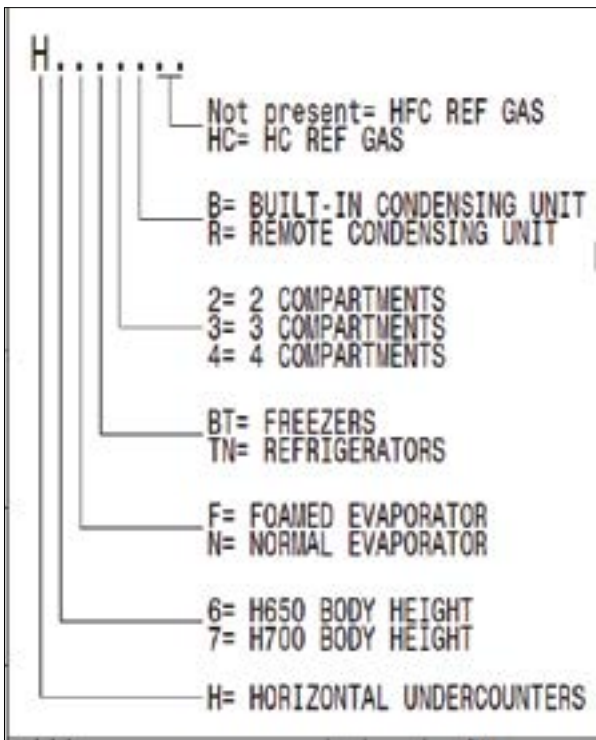 H.......
Not present= HFC REF GAS
HC= HC REF GAS
B= BUILT-IN CONDENSING UNIT
R= REMOTE CONDENSING UNIT
2= 2 COMPARTMENTS
3= 3 COMPARTMENTS
4= 4 COMPARTMENTS
BT= FREEZERS
TN= REFRIGERATORS
F= FOAMED EVAPORATOR
N= NORMAL EVAPORATOR
6= H650 BODY HEIGHT
7= H700 BODY HEIGHT
H= HORIZONTAL UNDERCOUNTERS